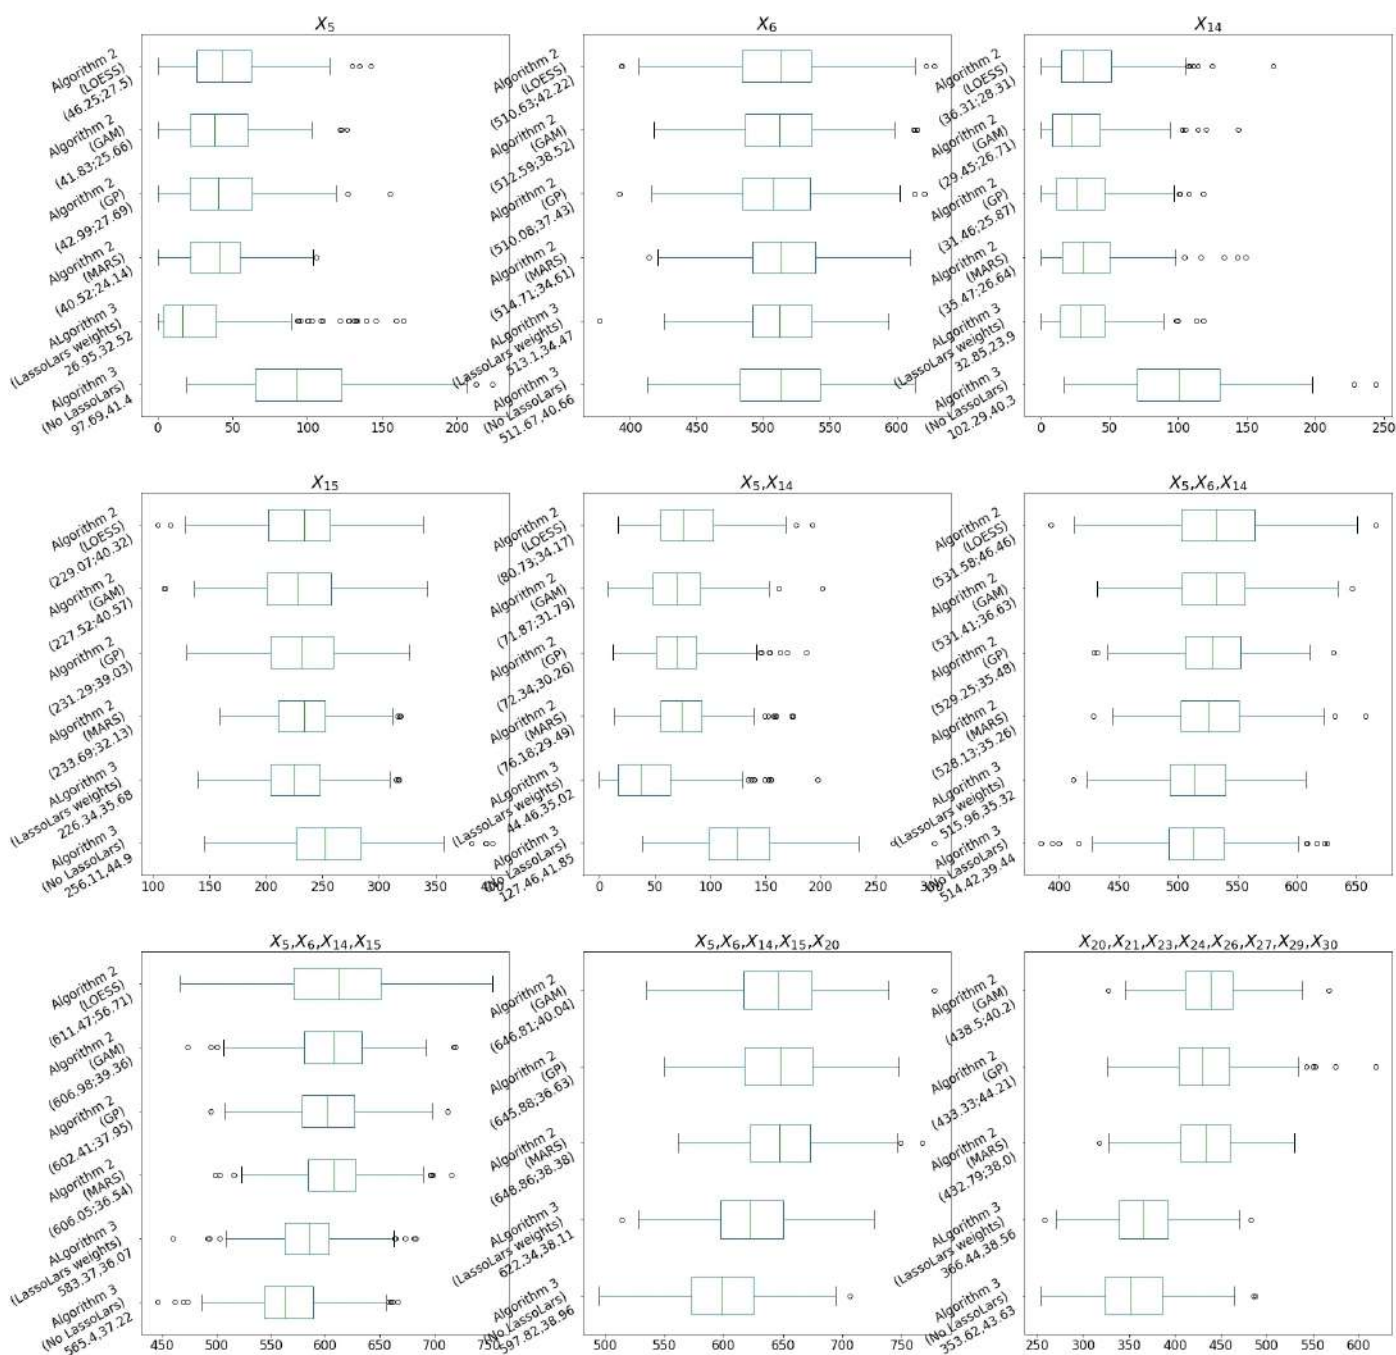 X5
Algorithm 2
(LOESS)
(46.25;27.5)
Algorithm 2
(GAM)
(41.83;25.66)
Algorithm 2
(GP)
(42.99;27.69)
Algorithm 2
(MARS)
(40.52;24.14)
ALgorithm 3
(LassoLars weights)
26.95,32.52
Algorithm 3
(No LassoLars)
97.69,41.4
0 50 100 150 200
X6
Algorithm 2
(LOESS)
(510.63;42.22)
Algorithm 2
(GAM)
(512.59;38.52)
Algorithm 2
(GP)
(510.08;37.43)
Algorithm 2
(MARS)
(514.71;34.61)
ALgorithm 3
(LassoLars weights)
513.1,34.47
Algorithm 3
(No LassoLars)
511.67,40.66
400 450 500 550 600
X14
Algorithm 2
(LOESS)
(36.31;28.31)
Algorithm 2
(GAM)
(29.45;26.71)
Algorithm 2
(GP)
(31.46;25.87)
Algorithm 2
(MARS)
(35.47;26.64)
ALgorithm 3
(LassoLars weights)
32.85,23.9
Algorithm 3
(No LassoLars)
102.29,40.3
0 50 100 150 200 250
X15
Algorithm 2
(LOESS)
(229.07;40.32)
Algorithm 2
(GAM)
(227.52;40.57)
Algorithm 2
(GP)
(231.29;39.03)
Algorithm 2
(MARS)
(233.69;32.13)
ALgorithm 3
(LassoLars weights)
226.34,35.68
Algorithm 3
(No LassoLars)
256.11,44.9
100 150 200 250 300 350 400
X5,X14
Algorithm 2
(LOESS)
(80.73;34.17)
Algorithm 2
(GAM)
(71.87;31.79)
Algorithm 2
(GP)
(72.34;30.26)
Algorithm 2
(MARS)
(76.18;29.49)
ALgorithm 3
(LassoLars weights)
44.46,35.02
Algorithm 3
(No LassoLars)
127.46,41.85
0 50 100 150 200 250 300
X5,X6,X14
Algorithm 2
(LOESS)
(531.58;46.46)
Algorithm 2
(GAM)
(531.41;36.63)
Algorithm 2
(GP)
(529.25;35.48)
Algorithm 2
(MARS)
(528.13;35.26)
ALgorithm 3
(LassoLars weights)
515.96,35.32
Algorithm 3
(No LassoLars)
514.42,39.44
400 450 500 550 600 650
X5,X6,X14,X15
Algorithm 2
(LOESS)
(611.47;56.71)
Algorithm 2
(GAM)
(606.98;39.36)
Algorithm 2
(GP)
(602.41;37.95)
Algorithm 2
(MARS)
(606.05;36.54)
ALgorithm 3
(LassoLars weights)
583.37,36.07
Algorithm 3
(No LassoLars)
565.4,37.22
450 500 550 600 650 700 750
X5,X6,X14,X15,X20
Algorithm 2
(GAM)
(646.81;40.04)
Algorithm 2
(GP)
(645.88;36.63)
Algorithm 2
(MARS)
(648.86;38.38)
ALgorithm 3
(LassoLars weights)
622.34,38.11
Algorithm 3
(No LassoLars)
597.82,38.96
500 550 600 650 700 750
X20,X21,X23,X24,X26,X27,X29,X30
Algorithm 2
(GAM)
(438.5;40.2)
Algorithm 2
(GP)
(433.33;44.21)
Algorithm 2
(MARS)
(432.79;38.0)
ALgorithm 3
(LassoLars weights)
366.44,38.56
Algorithm 3
(No LassoLars)
353.62,43.63
250 300 350 400 450 500 550 600